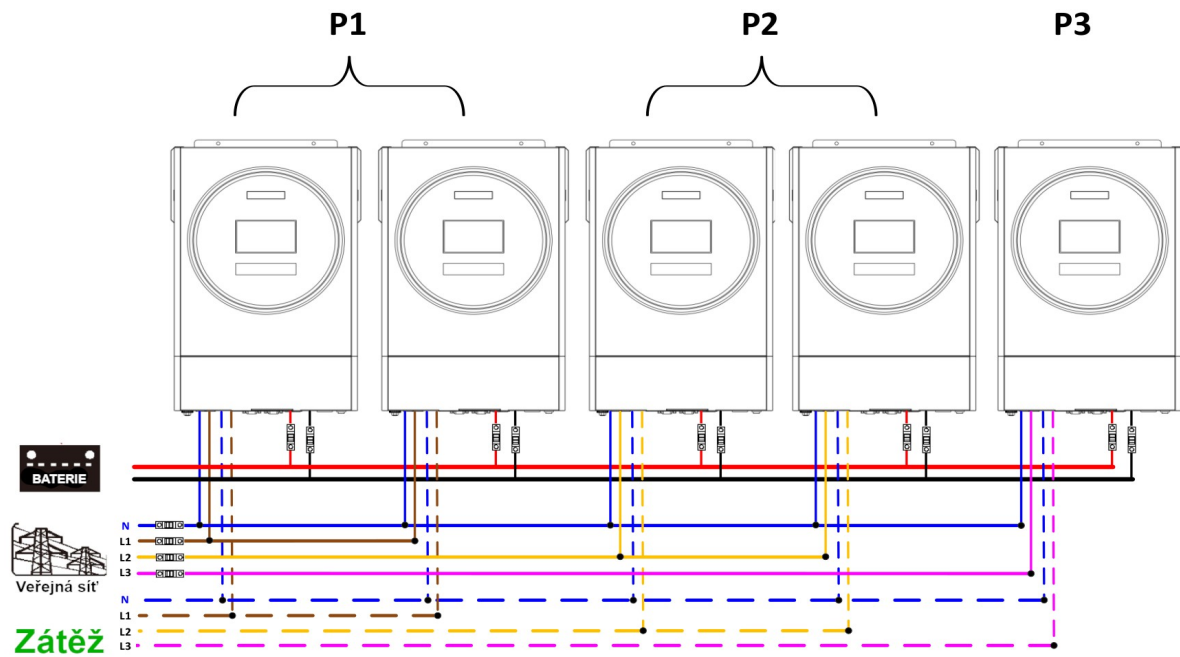 P1
P2
P3
BATERIE
N
L1
L2
L3
Veřejná síť
N
L1
L2
L3
Zátěž